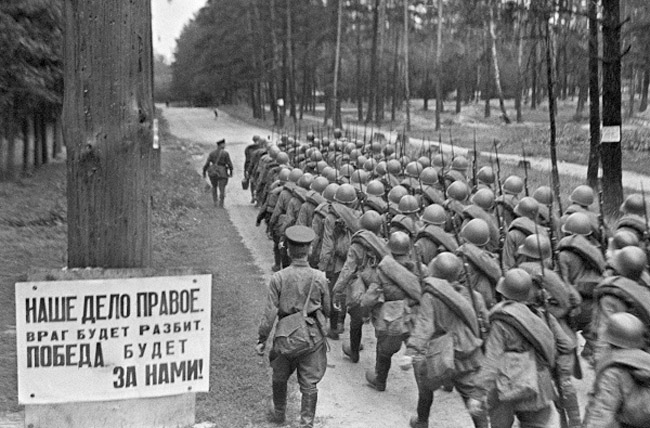 НАШЕ ДЕЛО ПРАВОЕ.
ВРАГ БУДЕТ РАЗБИТ.
ПОБЕДА БУДЕТ
ЗА НАМИ!